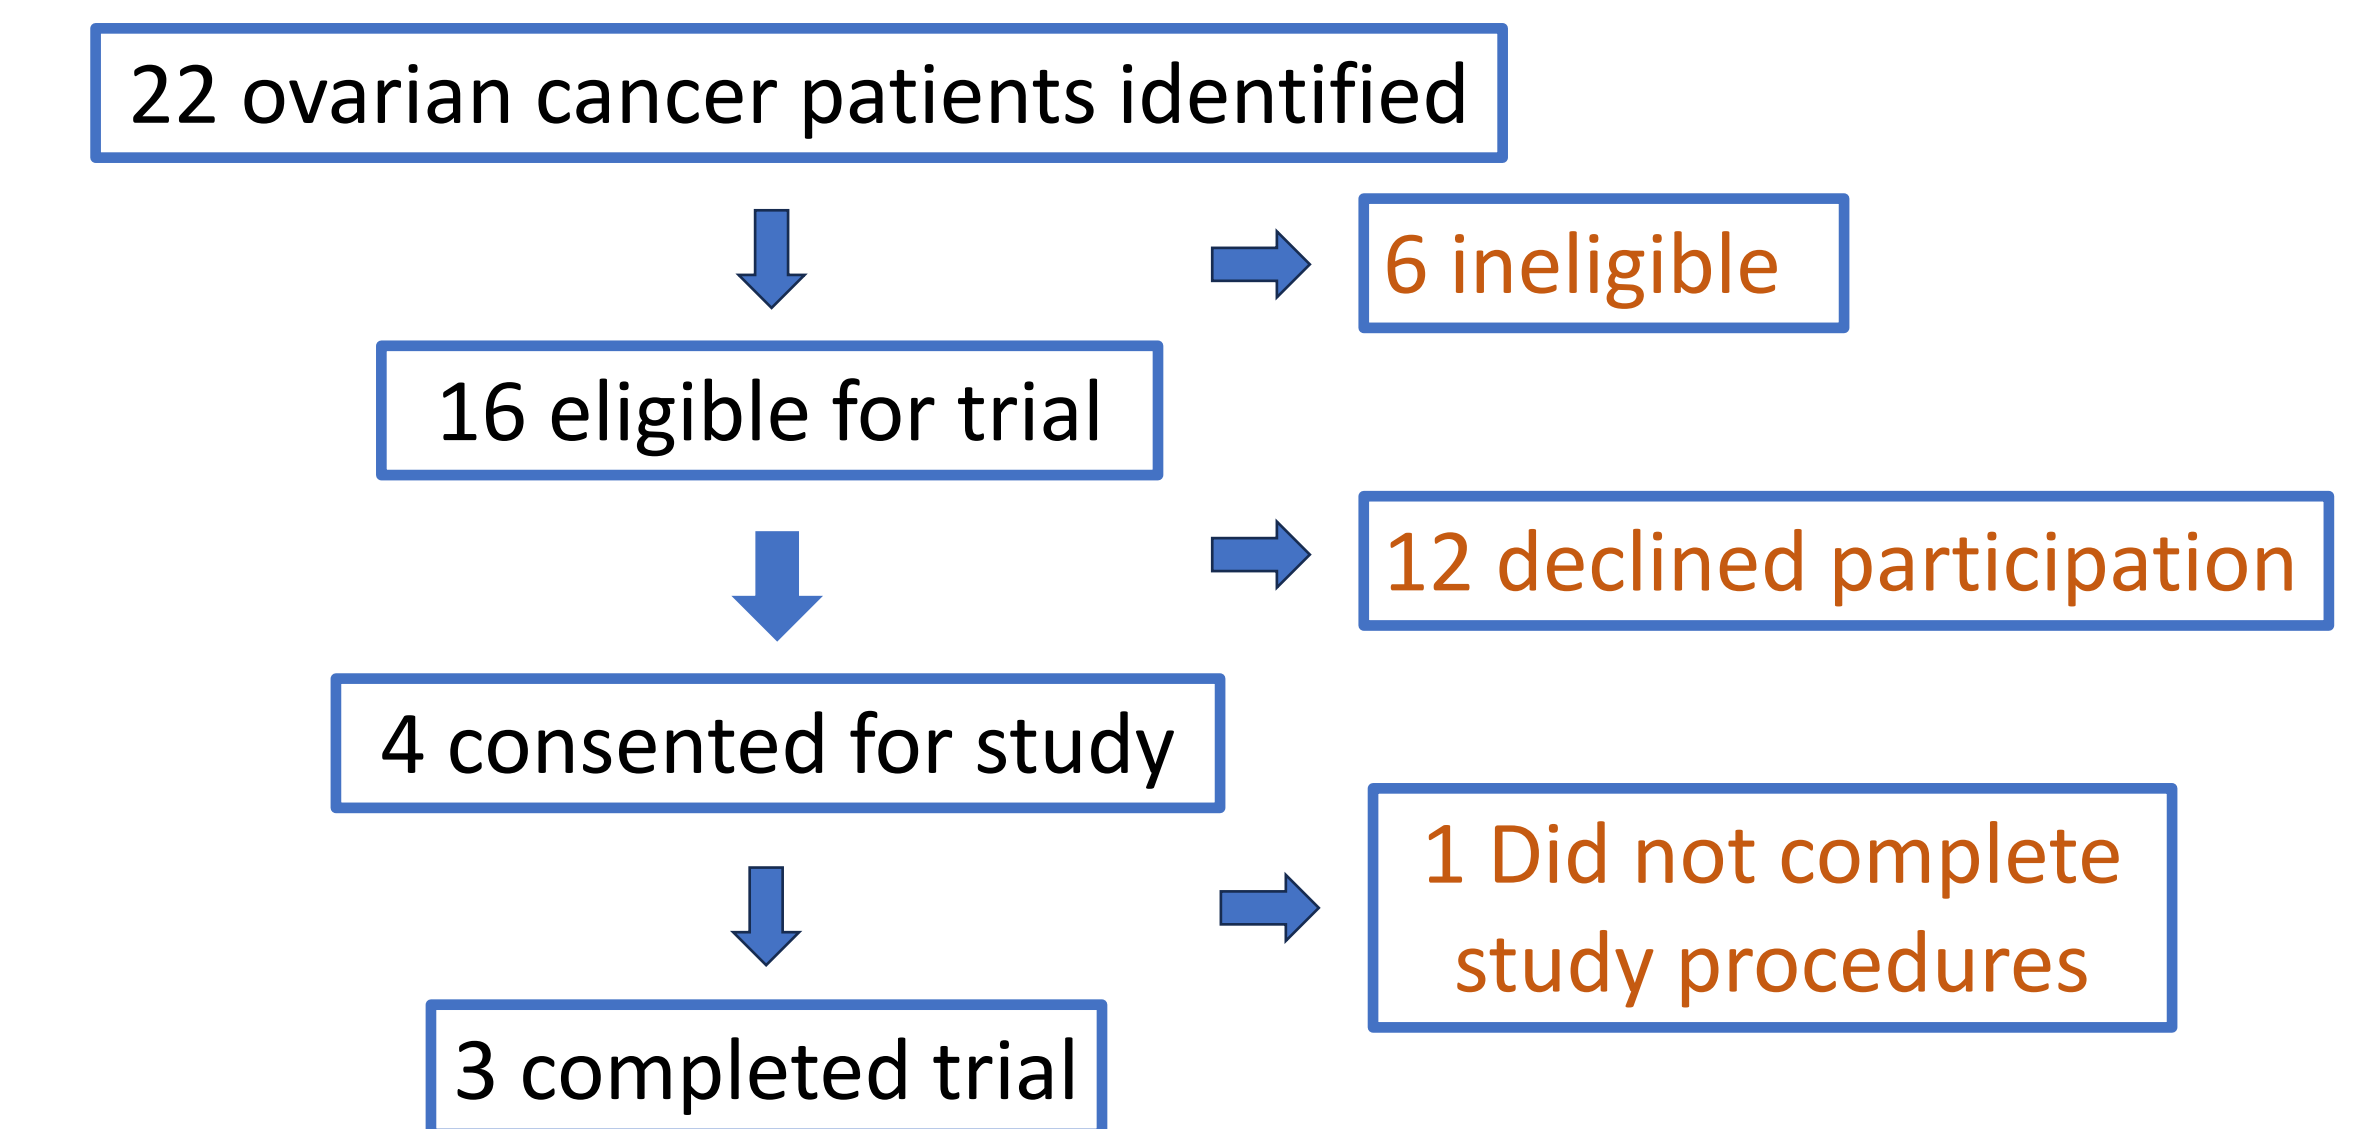 22 ovarian cancer patients identified
6 ineligible
16 eligible for trial
12 declined participation
4 consented for study
1 Did not complete
study procedures
3 completed trial